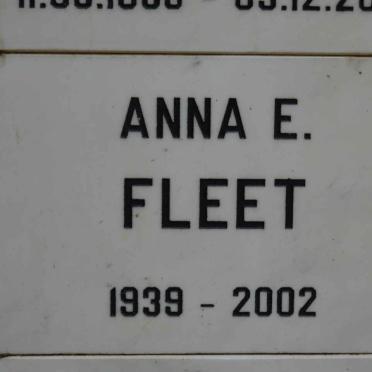 ANNA E.
FLEET
1939 - 2002